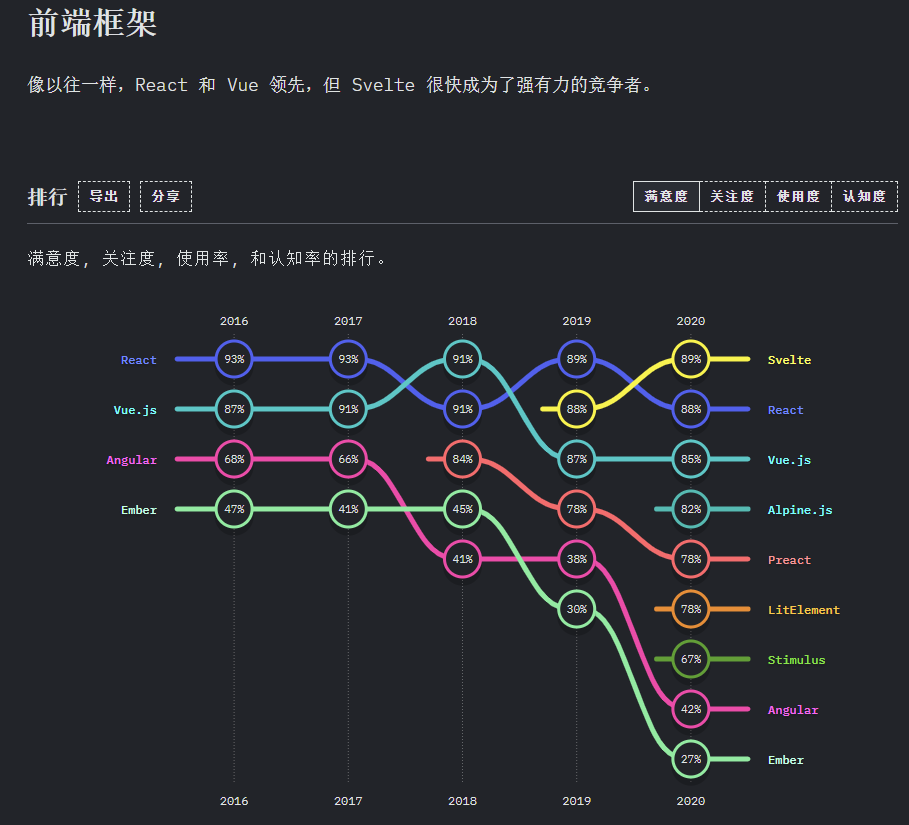 前端框架
像以往一样，React 和 Vue 领先，但 Svelte 很快成为了强有力的竞争者。
排行 导出 分享 满意度 关注度 使用度 认知度
满意度, 关注度, 使用率, 和认知率的排行。
2016 2017 2018 2019 2020
React 93% 93% 91% 89% 89% Svelte
Vue.js 87% 91% 91% 88% 88% React
Angular 68% 66% 84% 87% 85% Vue.js
Ember 47% 41% 45% 78% 82% Alpine.js
41% 38% 78% Preact
30% 78% LitElement
67% Stimulus
42% Angular
27% Ember
2016 2017 2018 2019 2020